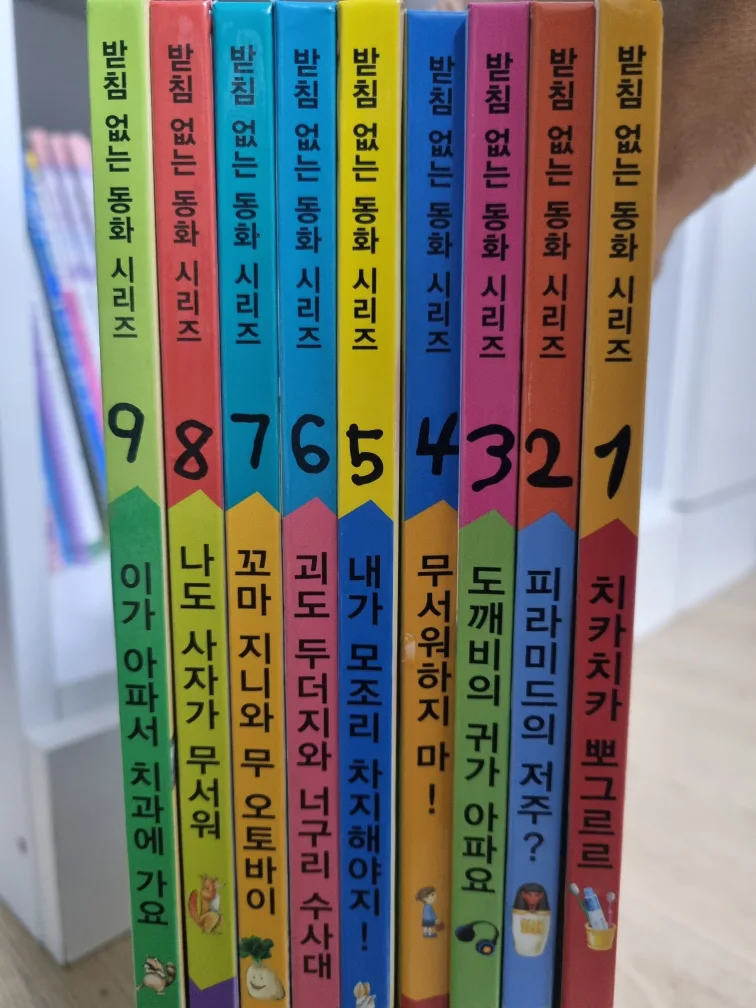 받침 없는 동화 시리즈
9
이가 아파서 치과에 가요
받침 없는 동화 시리즈
8
나도 사자가 무서워
받침 없는 동화 시리즈
7
꼬마 지니와 무 오토바이
받침 없는 동화 시리즈
6
괴도 두더지와 너구리 수사대
받침 없는 동화 시리즈
5
내가 모조리 차지해야지!
받침 없는 동화 시리즈
4
무서워하지 마!
받침 없는 동화 시리즈
3
도깨비의 귀가 아파요
받침 없는 동화 시리즈
2
피라미드의 저주?
받침 없는 동화 시리즈
1
치카치카 뽀그르르